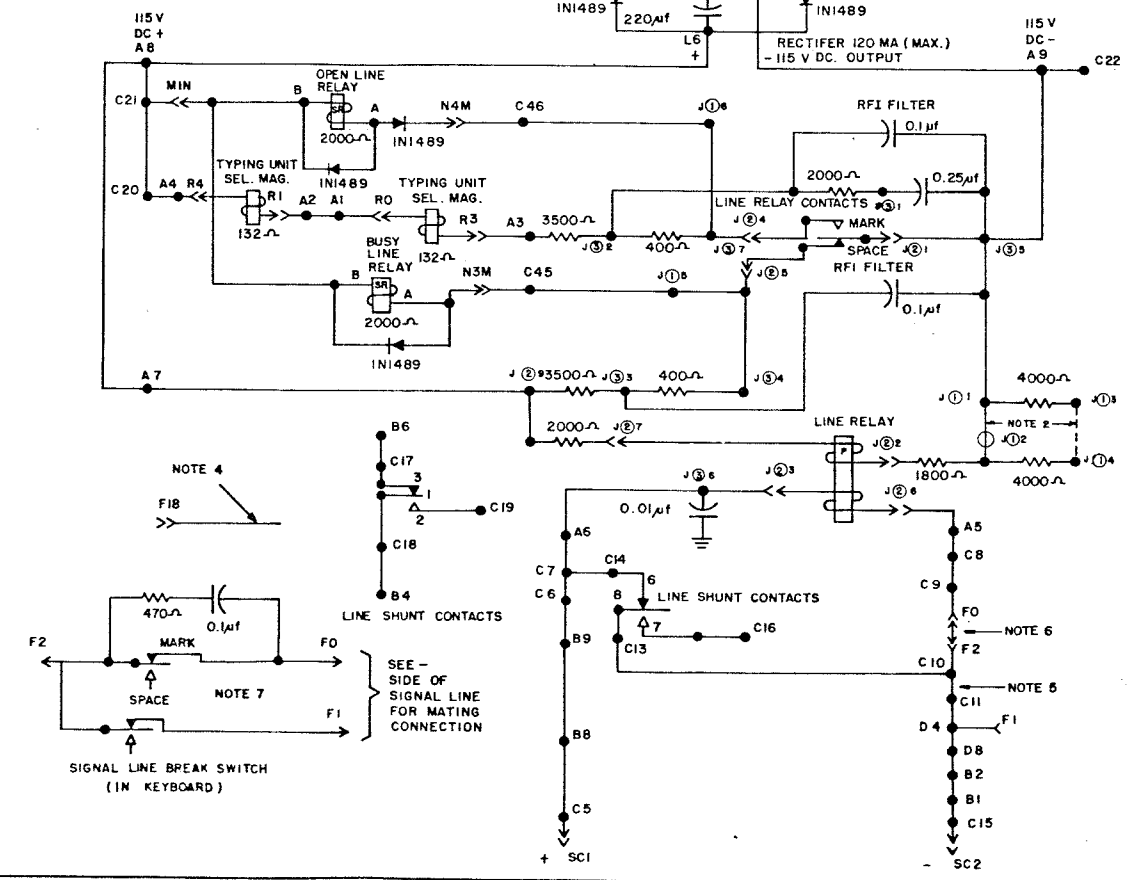 IN1489
220µf
IN1489
L6
+
RECTIFER 120 MA (MAX.)
-115 V DC. OUTPUT
115 V
DC +
A8
115 V
DC -
A9
C22
C21
MIN
OPEN LINE
RELAY
B
SR
A
2000Ω
IN1489
N4M
C46
J①6
IN1489
RFI FILTER
0.1µf
C20
A4
R4
TYPING UNIT
SEL. MAG.
R1
132Ω
A2
A1
R0
TYPING UNIT
SEL. MAG.
R3
132Ω
A3
3500Ω
J③2
400Ω
J③7
2000Ω
0.25µf
LINE RELAY CONTACTS
③1
J②4
MARK
SPACE
J②1
J③5
RFI FILTER
0.1µf
BUSY
LINE
RELAY
B
SR
A
2000Ω
IN1489
N3M
C45
J①5
J②5
A7
J②9
3500Ω
J③3
400Ω
J③4
2000Ω
J②7
LINE RELAY
P
J②2
1800Ω
J①1
4000Ω
J①3
NOTE 2
J①2
4000Ω
J①4
B6
C17
3
1
2
C19
C18
B4
LINE SHUNT CONTACTS
NOTE 4
F18
J③6
J②3
0.01µf
J②6
A6
C7
C14
6
C6
8
LINE SHUNT CONTACTS
7
C16
C13
B9
B8
C5
+ SC1
A5
C8
C9
F0
NOTE 6
F2
C10
NOTE 5
C11
D4
F1
D8
B2
B1
C15
- SC2
470Ω
0.1µf
F2
MARK
F0
SPACE
NOTE 7
F1
SEE -
SIDE OF
SIGNAL LINE
FOR MATING
CONNECTION
SIGNAL LINE BREAK SWITCH
(IN KEYBOARD)